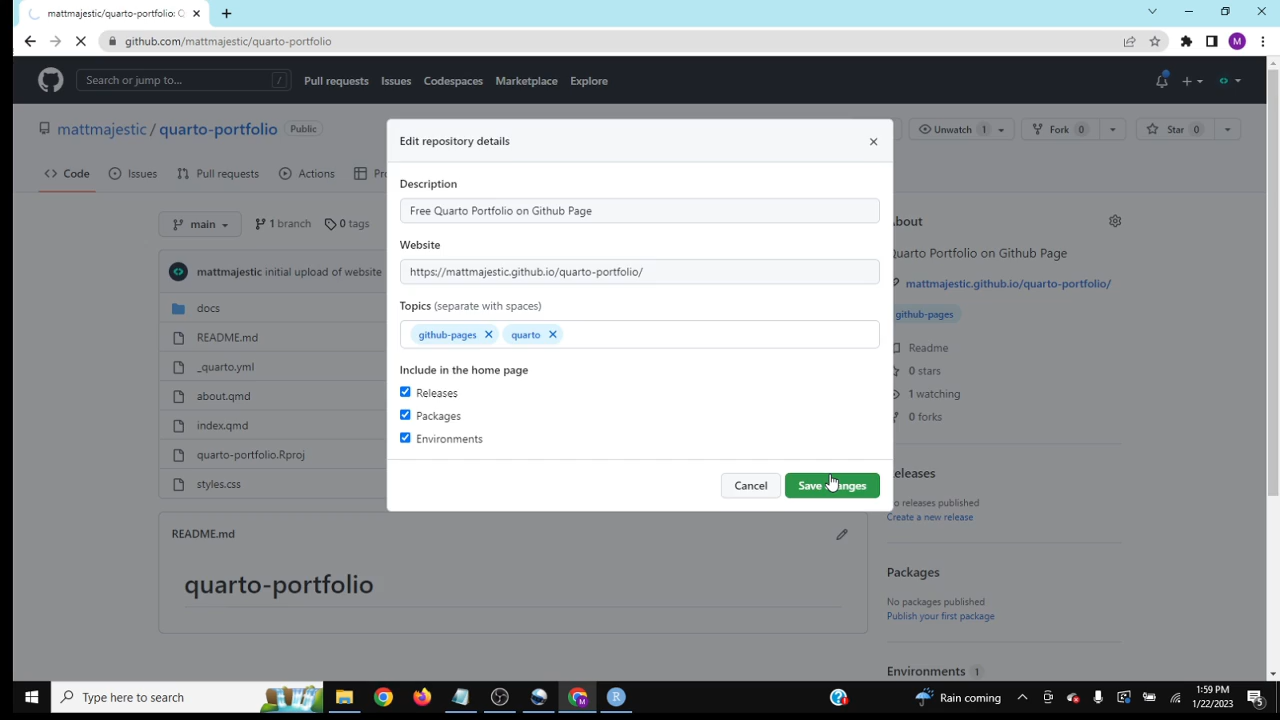 mattmajestic/quarto-portfolio:
github.com/mattmajestic/quarto-portfolio
M
Search or jump to...
/
Pull requests Issues Codespaces Marketplace Explore
mattmajestic / quarto-portfolio Public
Unwatch 1
Fork 0
Star 0
Code Issues Pull requests Actions
main 1 branch 0 tags
mattmajestic initial upload of website
docs
README.md
_quarto.yml
about.qmd
index.qmd
quarto-portfolio.Rproj
styles.css
README.md
quarto-portfolio
Edit repository details
Description
Free Quarto Portfolio on Github Page
Website
https://mattmajestic.github.io/quarto-portfolio/
Topics (separate with spaces)
github-pages quarto
Include in the home page
Releases
Packages
Environments
Cancel Save changes
bout
Quarto Portfolio on Github Page
mattmajestic.github.io/quarto-portfolio/
github-pages
Readme
0 stars
1 watching
0 forks
eleases
o releases published
Create a new release
Packages
No packages published
Publish your first package
Environments 1
Type here to search
Rain coming
1:59 PM
1/22/2023
5